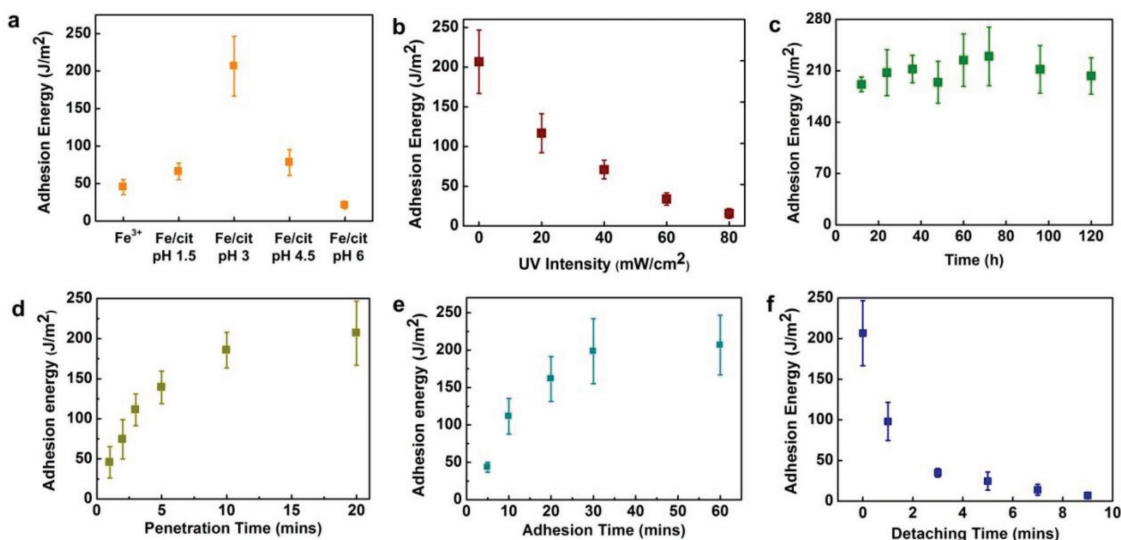 a
Adhesion Energy (J/m²)
250
200
150
100
50
0
Fe³⁺ Fe/cit Fe/cit Fe/cit Fe/cit
pH 1.5 pH 3 pH 4.5 pH 6
b
Adhesion Energy (J/m²)
250
200
150
100
50
0
0 20 40 60 80
UV Intensity (mW/cm²)
c
Adhesion Energy (J/m²)
280
210
140
70
0
0 20 40 60 80 100 120
Time (h)
d
Adhesion energy (J/m²)
250
200
150
100
50
0
0 5 10 15 20
Penetration Time (mins)
e
Adhesion energy (J/m²)
250
200
150
100
50
0
0 10 20 30 40 50 60
Adhesion Time (mins)
f
Adhesion Energy (J/m²)
250
200
150
100
50
0
0 2 4 6 8 10
Detaching Time (mins)